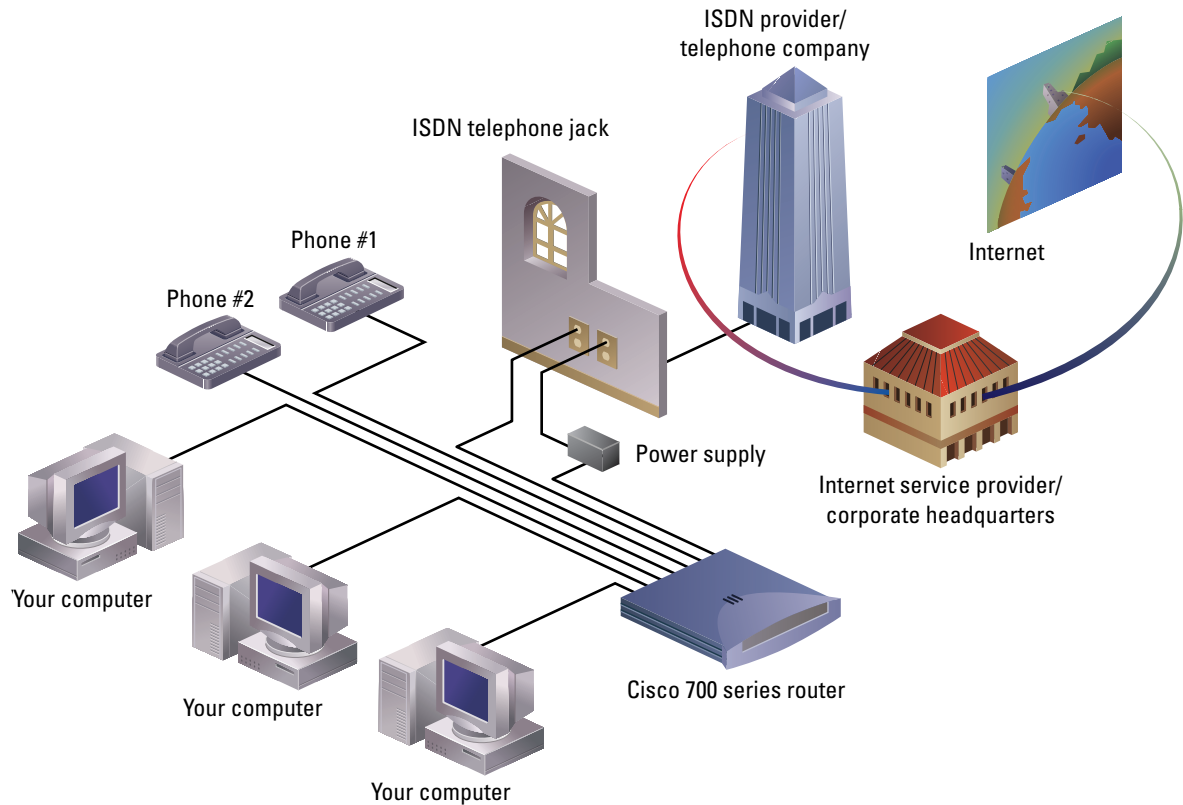 ISDN provider/
telephone company
ISDN telephone jack
Internet
Phone #1
Phone #2
Power supply
Internet service provider/
corporate headquarters
'Your computer
Your computer
Cisco 700 series router
Your computer